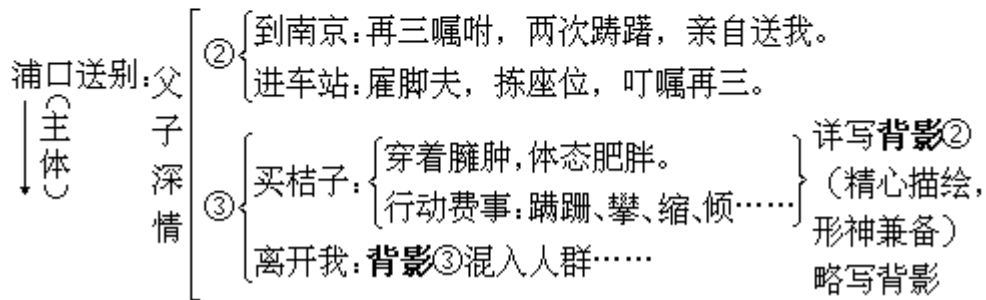 浦口送别：父子深情
（主体）
②
到南京：再三嘱咐，两次踌躇，亲自送我。
进车站：雇脚夫，拣座位，叮嘱再三。
③
买桔子：
穿着臃肿，体态肥胖。
行动费事：蹒跚、攀、缩、倾……
离开我：背影③混入人群……
详写背影②
（精心描绘，
形神兼备）
略写背影